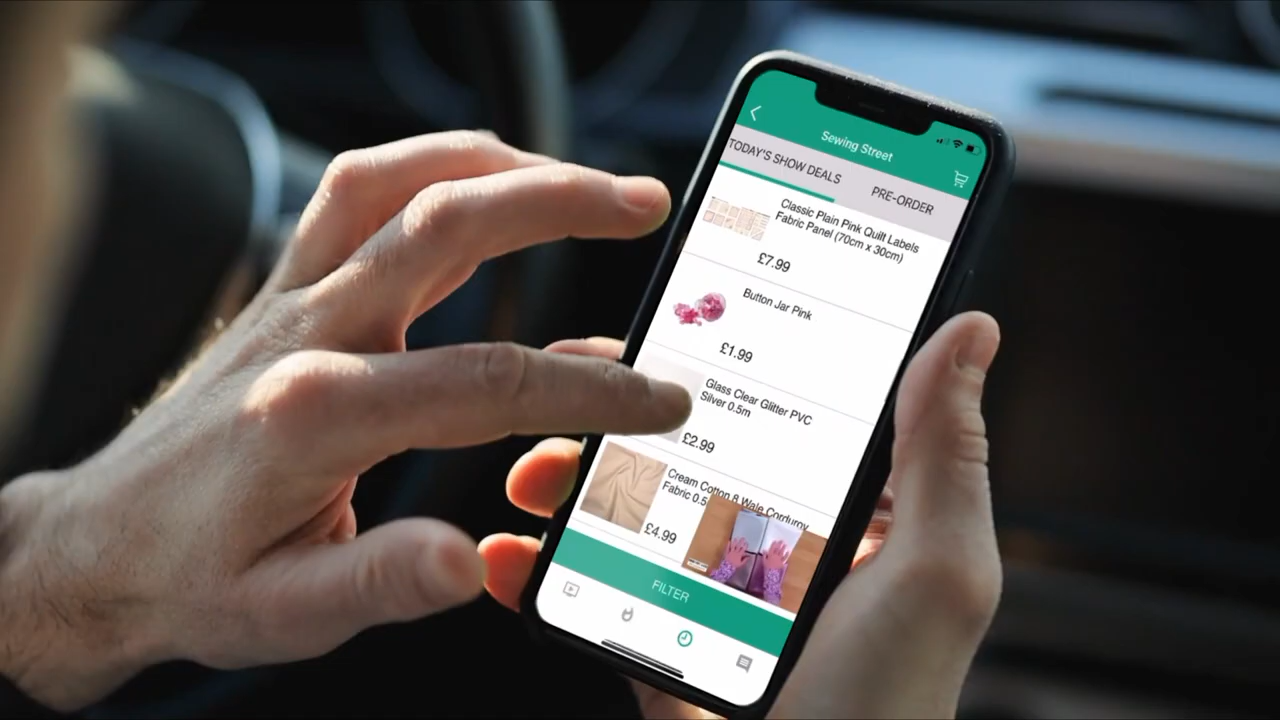 Sewing Street
TODAY'S SHOW DEALS
PRE-ORDER
Classic Plain Pink Quilt Labels
Fabric Panel (70cm x 30cm)
£7.99
Button Jar Pink
£1.99
Glass Clear Glitter PVC
Silver 0.5m
£2.99
Cream Cotton 8 Wale Corduroy
Fabric 0.5
£4.99
FILTER